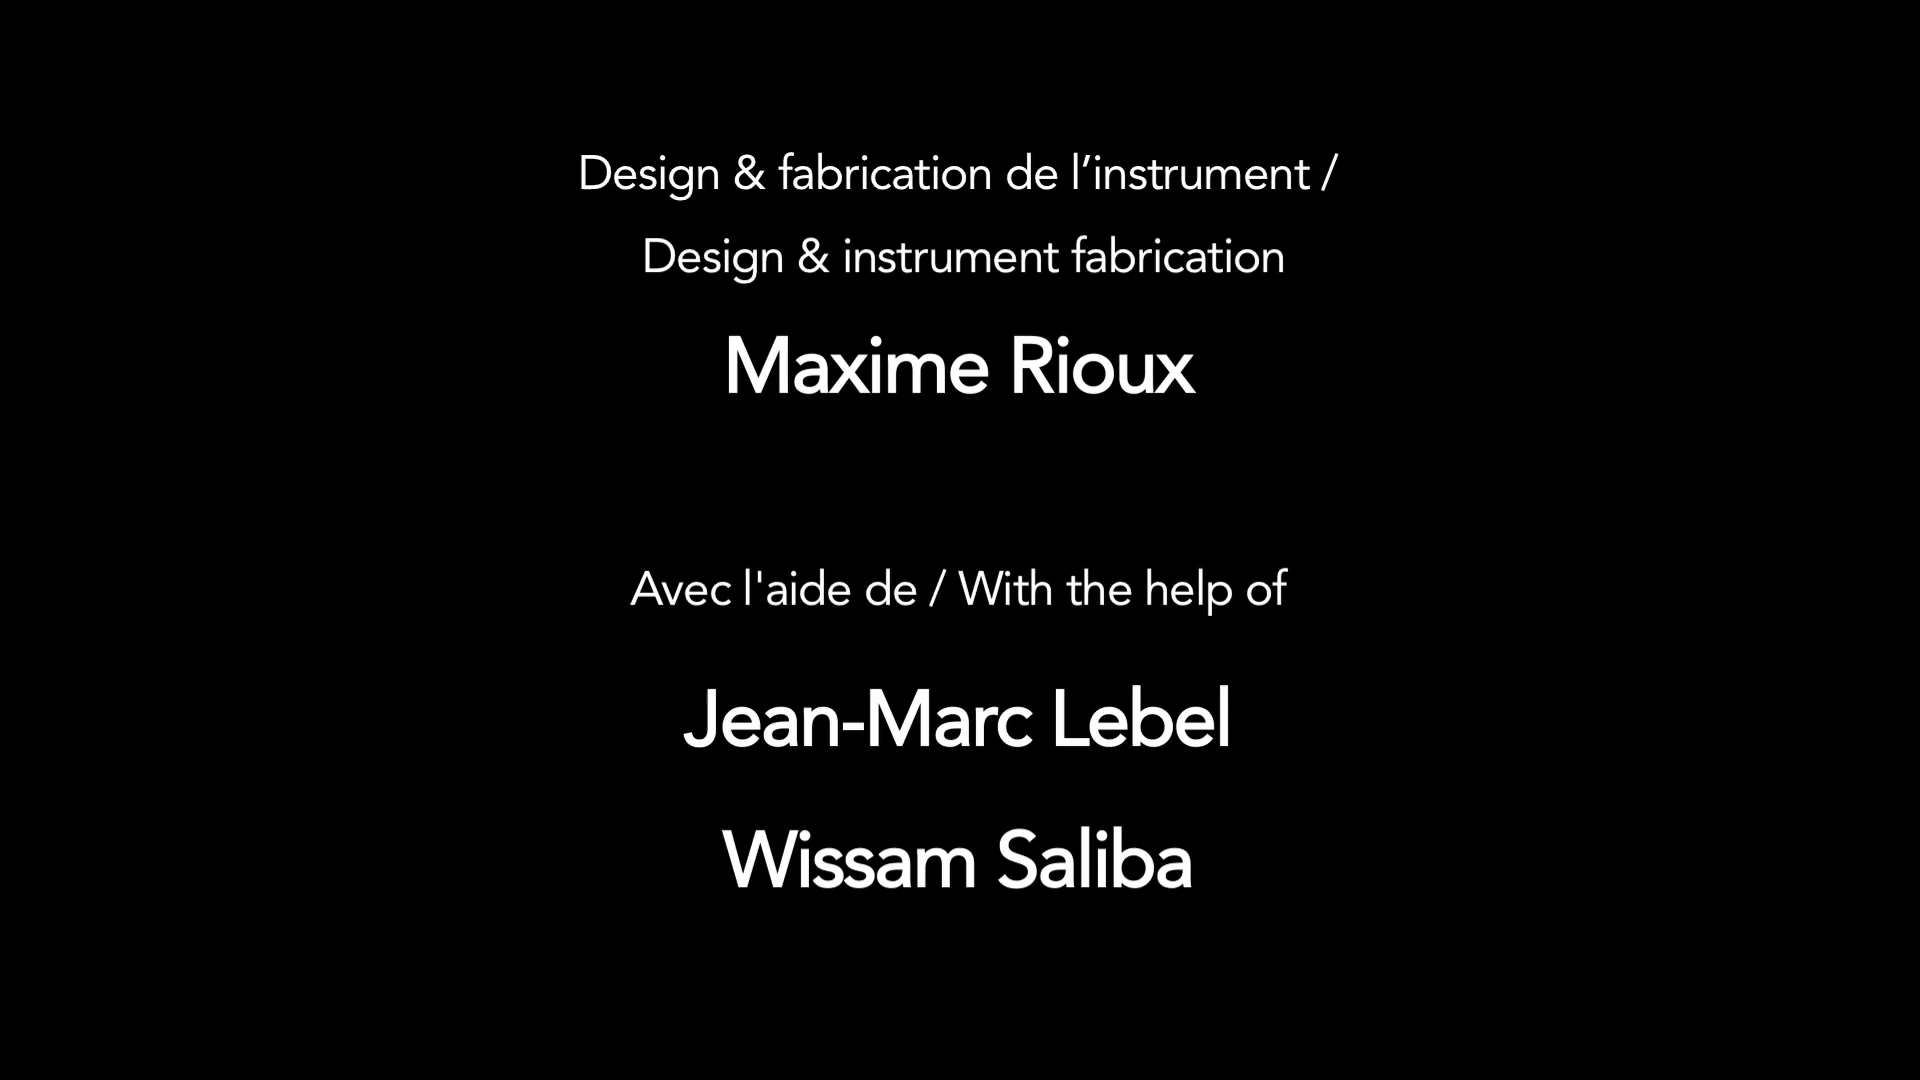 Design & fabrication de l’instrument /
Design & instrument fabrication
Maxime Rioux
Avec l'aide de / With the help of
Jean-Marc Lebel
Wissam Saliba